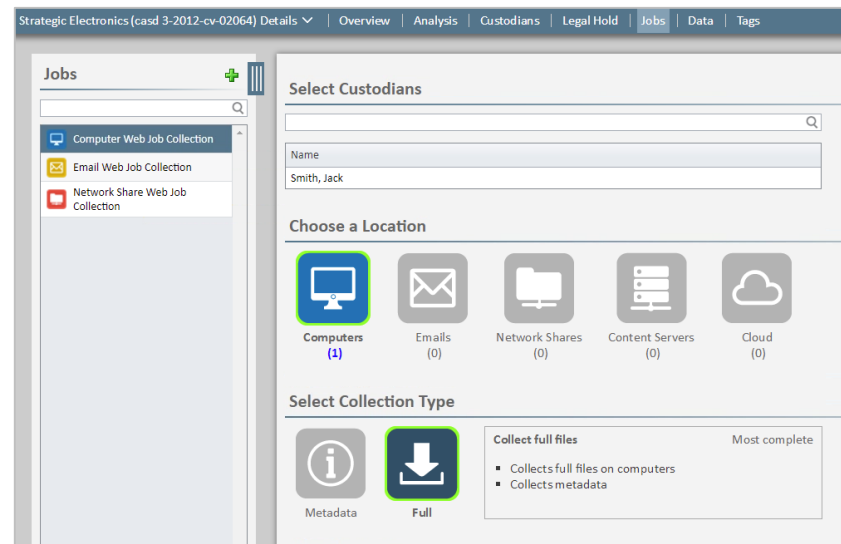 Strategic Electronics (casd 3-2012-cv-02064) Details | Overview | Analysis | Custodians | Legal Hold | Jobs | Data | Tags
Jobs
Computer Web Job Collection
Email Web Job Collection
Network Share Web Job
Collection
Select Custodians
Name
Smith, Jack
Choose a Location
Computers Emails Network Shares Content Servers Cloud
(1) (0) (0) (0) (0)
Select Collection Type
Collect full files Most complete
▪ Collects full files on computers
▪ Collects metadata
Metadata Full